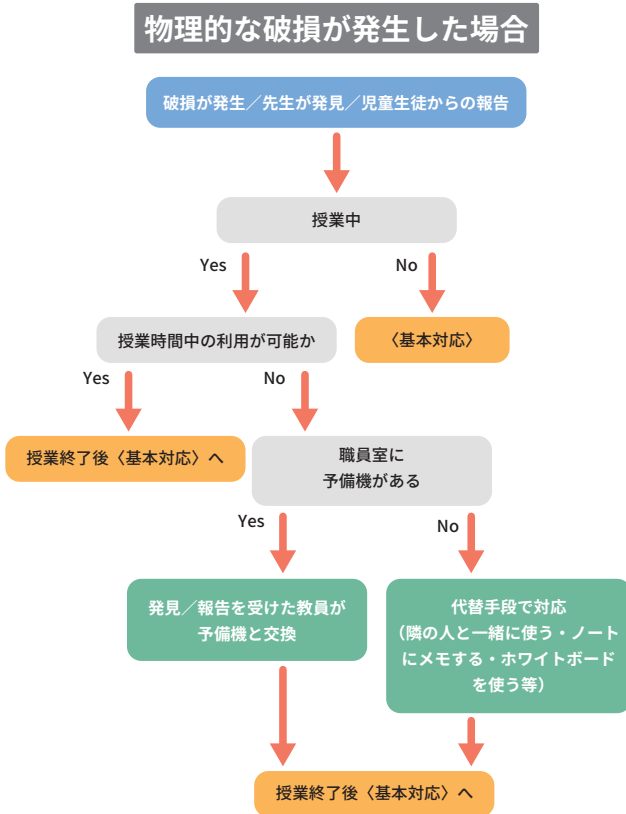 物理的な破損が発生した場合
破損が発生／先生が発見／児童生徒からの報告
授業中
Yes
No
授業時間中の利用が可能か
〈基本対応〉
Yes
No
授業終了後〈基本対応〉へ
職員室に
予備機がある
Yes
No
発見／報告を受けた教員が
予備機と交換
代替手段で対応
（隣の人と一緒に使う・ノート
にメモする・ホワイトボード
を使う等）
授業終了後〈基本対応〉へ